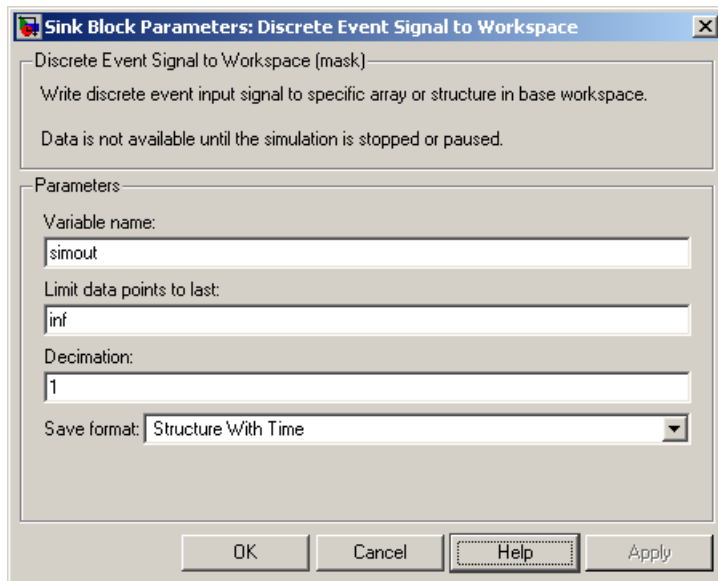 Sink Block Parameters: Discrete Event Signal to Workspace
Discrete Event Signal to Workspace (mask)
Write discrete event input signal to specific array or structure in base workspace.
Data is not available until the simulation is stopped or paused.
Parameters
Variable name:
simout
Limit data points to last:
inf
Decimation:
1
Save format: Structure With Time
OK Cancel Help Apply